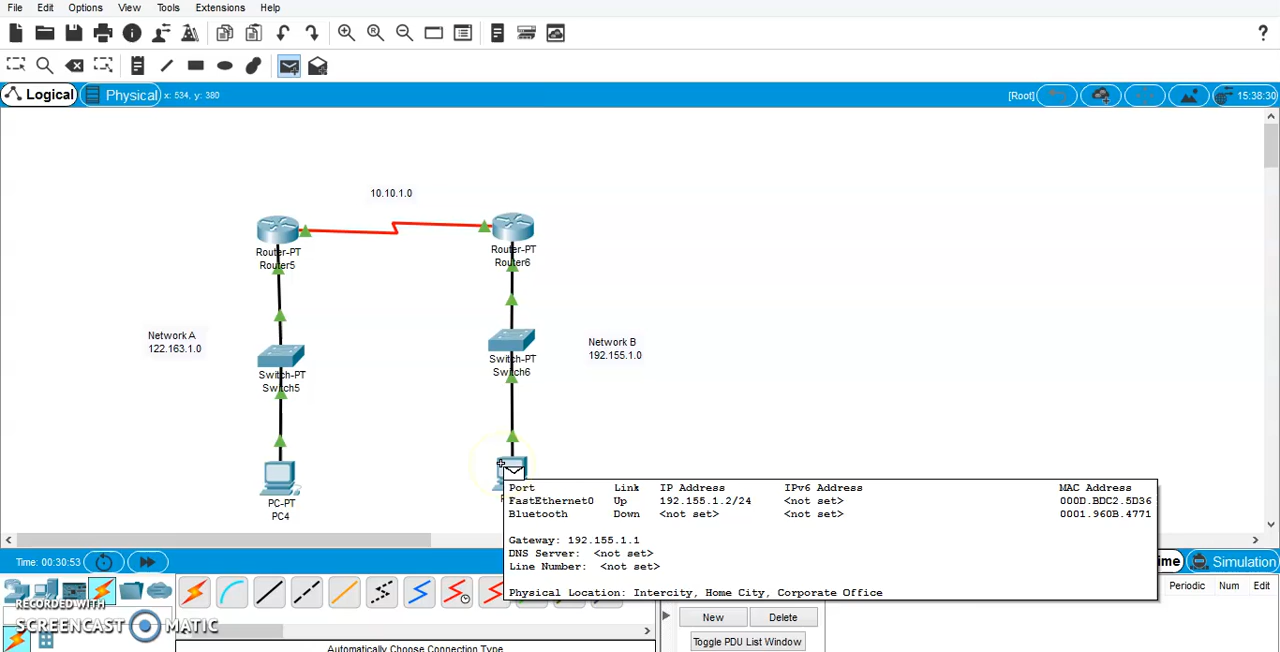 File Edit Options View Tools Extensions Window Help
?
Logical Physical x: 534, y: 380 [Root] 15:38:30
10.10.1.0
Router-PT
Router5
Router-PT
Router6
Network A
122.163.1.0
Switch-PT
Switch5
Network B
192.155.1.0
Switch-PT
Switch6
PC-PT
PC4
Port Link IP Address IPv6 Address MAC Address
FastEthernet0 Up 192.155.1.2/24 <not set> 000D.BDC2.5D36
Bluetooth Down <not set> <not set> 0001.960B.4771
Gateway: 192.155.1.1
DNS Server: <not set>
Line Number: <not set>
Physical Location: Intercity, Home City, Corporate Office
Time: 00:30:53 ime Simulation
Periodic Num Edit
RECORDED WITH
SCREENCAST MATIC
New Delete
Toggle PDU List Window
Automatically Choose Connection Type